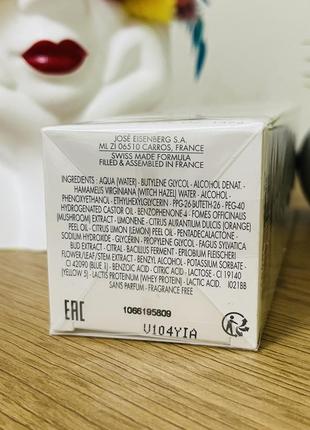 JOSÉ EISENBERG S.A.
ML ZI 06510 CARROS, FRANCE
SWISS MADE FORMULA
FILLED & ASSEMBLED IN FRANCE
INGREDIENTS : AQUA (WATER) - BUTYLENE GLYCOL - ALCOHOL DENAT. -
HAMAMELIS VIRGINIANA (WITCH HAZEL) WATER - ALCOHOL -
PHENOXYETHANOL - ETHYLHEXYLGLYCERIN - PPG-26-BUTETH-26 - PEG-40
HYDROGENATED CASTOR OIL - BENZOPHENONE-4 - FOMES OFFICINALIS
(MUSHROOM) EXTRACT - LIMONENE - CITRUS AURANTIUM DULCIS (ORANGE)
PEEL OIL - CITRUS LIMON (LEMON) PEEL OIL - PENTADECALACTONE -
SODIUM HYDROXIDE - GLYCERIN - PROPYLENE GLYCOL - FAGUS SYLVATICA
BUD EXTRACT - CITRAL - BACILLUS FERMENT - EPILOBIUM FLEISCHERI
FLOWER/LEAF/STEM EXTRACT - BENZYL ALCOHOL - POTASSIUM SORBATE -
CI 42090 (BLUE 1) - BENZOIC ACID - CITRIC ACID - LACTOSE - CI 19140
(YELLOW 5) - LACTIS PROTEINUM (WHEY PROTEIN) - LACTIC ACID. I0218B
SANS PARFUM - FRAGRANCE FREE
EAC
1066195809
V104YIA